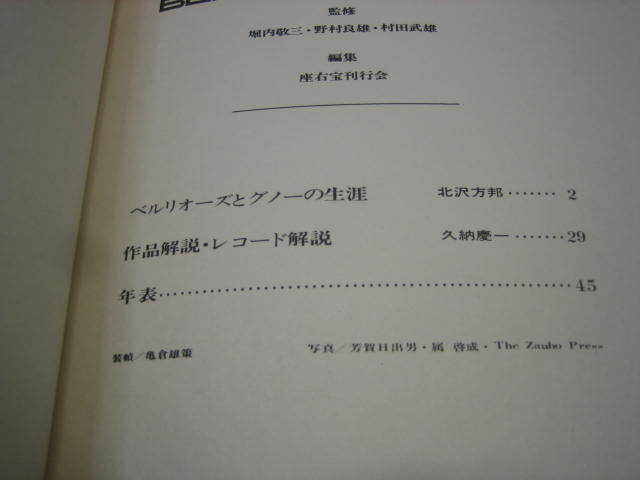 監修
堀内敬三・野村良雄・村田武雄
編集
座右宝刊行会
ベルリオーズとグノーの生涯 北沢方邦······· 2
作品解説・レコード解説 久納慶一·······29
年表·······················································45
装幀／亀倉雄策 写真／芳賀日出男・属 啓成・The Zauho Press